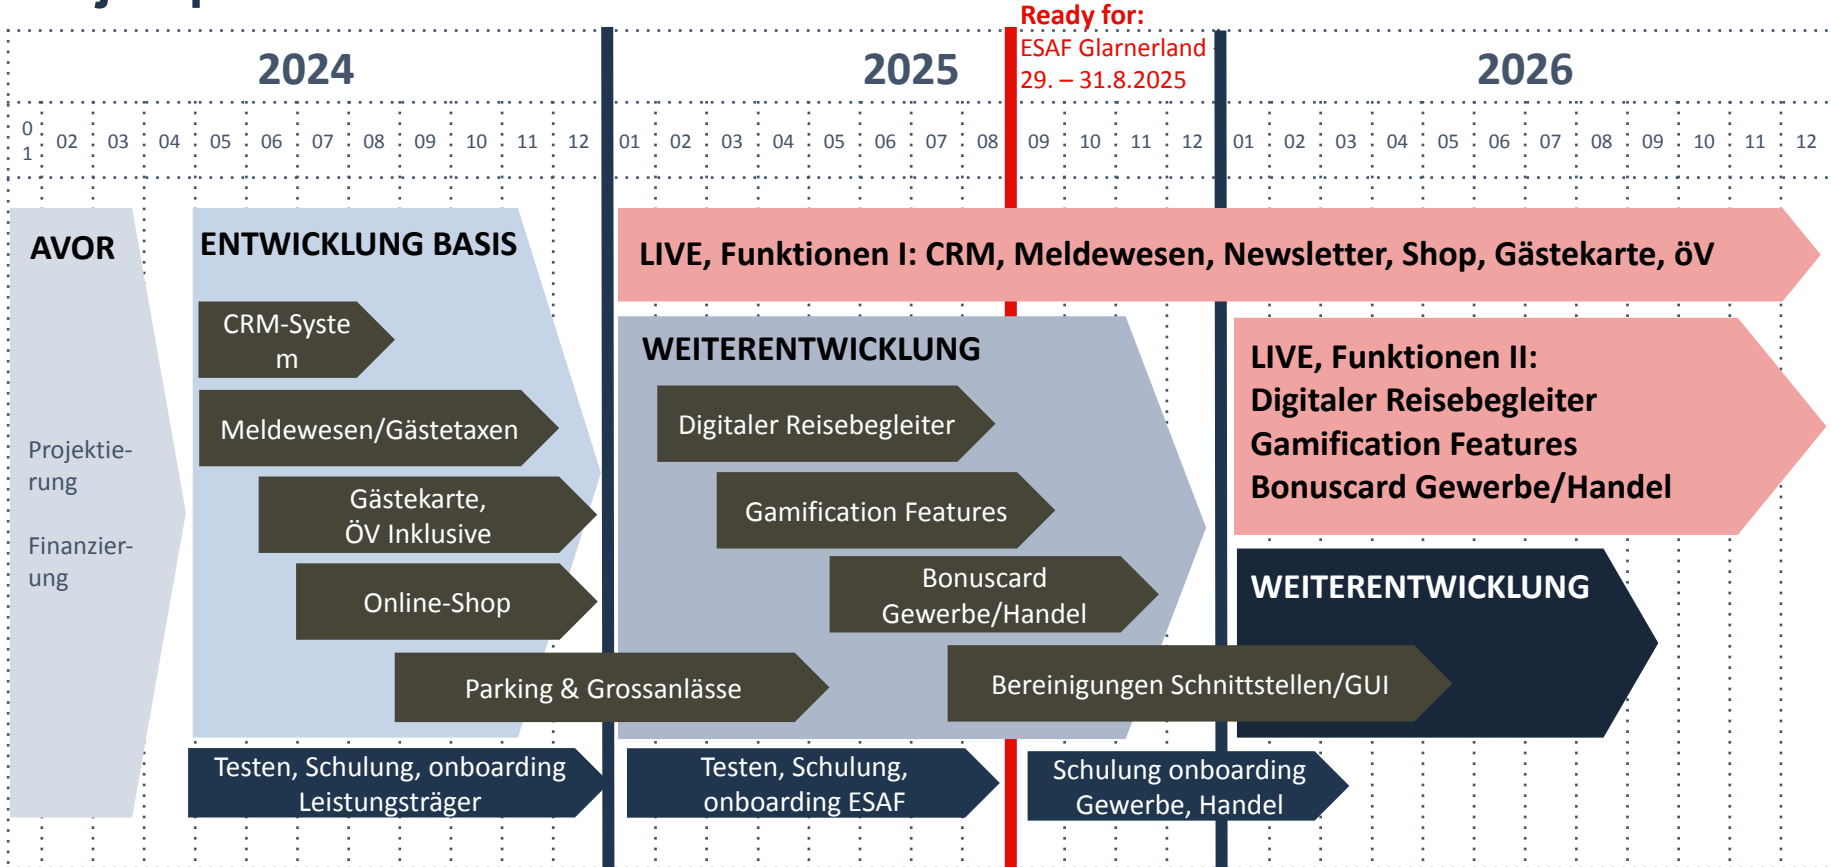 Ready for:
ESAF Glarnerland -
29. – 31.8.2025
2024
2025
2026
01 02 03 04 05 06 07 08 09 10 11 12 01 02 03 04 05 06 07 08 09 10 11 12 01 02 03 04 05 06 07 08 09 10 11 12
AVOR
Projektie-
rung
Finanzier-
ung
ENTWICKLUNG BASIS
CRM-Syste
m
Meldewesen/Gästetaxen
Gästekarte,
ÖV Inklusive
Online-Shop
Parking & Grossanlässe
Testen, Schulung, onboarding
Leistungsträger
LIVE, Funktionen I: CRM, Meldewesen, Newsletter, Shop, Gästekarte, öV
WEITERENTWICKLUNG
Digitaler Reisebegleiter
Gamification Features
Bonuscard
Gewerbe/Handel
Bereinigungen Schnittstellen/GUI
Testen, Schulung,
onboarding ESAF
Schulung onboarding
Gewerbe, Handel
LIVE, Funktionen II:
Digitaler Reisebegleiter
Gamification Features
Bonuscard Gewerbe/Handel
WEITERENTWICKLUNG